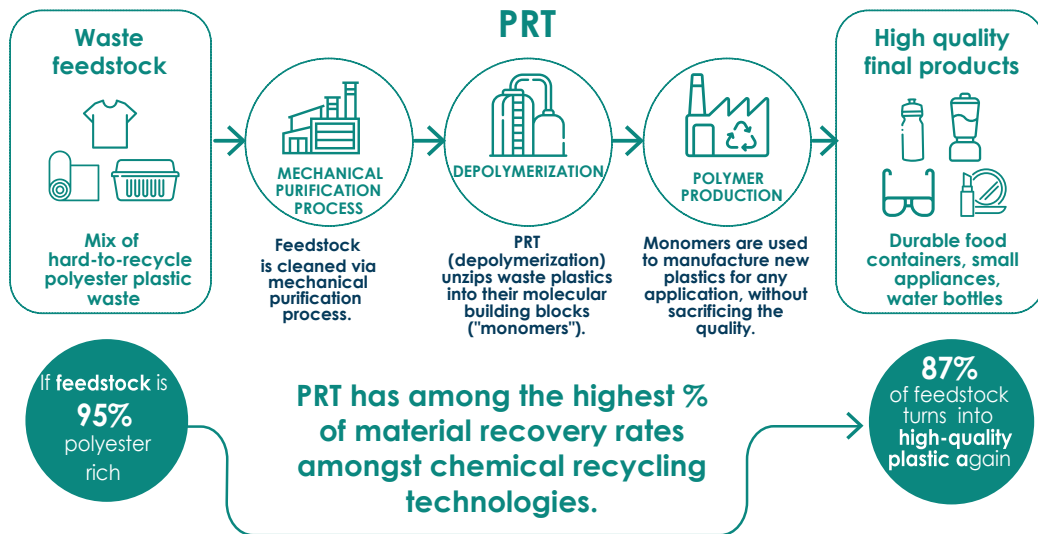 PRT
Waste
feedstock
Mix of
hard-to-recycle
polyester plastic
waste
MECHANICAL
PURIFICATION
PROCESS
Feedstock
is cleaned via
mechanical
purification
process.
DEPOLYMERIZATION
PRT
(depolymerization)
unzips waste plastics
into their molecular
building blocks
("monomers").
POLYMER
PRODUCTION
Monomers are used
to manufacture new
plastics for any
application, without
sacrificing the
quality.
High quality
final products
Durable food
containers, small
appliances,
water bottles
If feedstock is
95%
polyester
rich
PRT has among the highest %
of material recovery rates
amongst chemical recycling
technologies.
87%
of feedstock
turns into
high-quality
plastic again